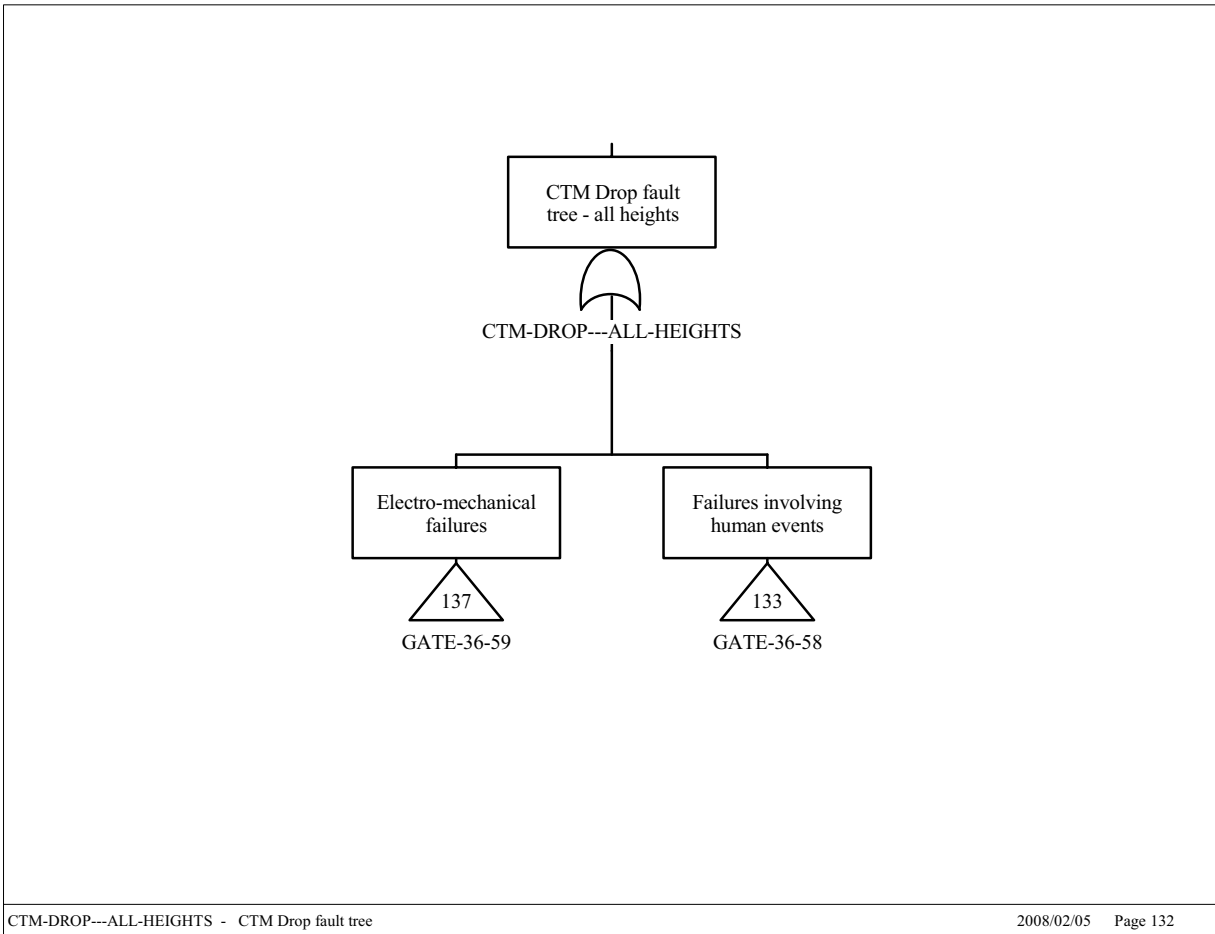 CTM Drop fault
tree - all heights
CTM-DROP---ALL-HEIGHTS
Electro-mechanical
failures
137
GATE-36-59
Failures involving
human events
133
GATE-36-58
CTM-DROP---ALL-HEIGHTS - CTM Drop fault tree
2008/02/05 Page 132